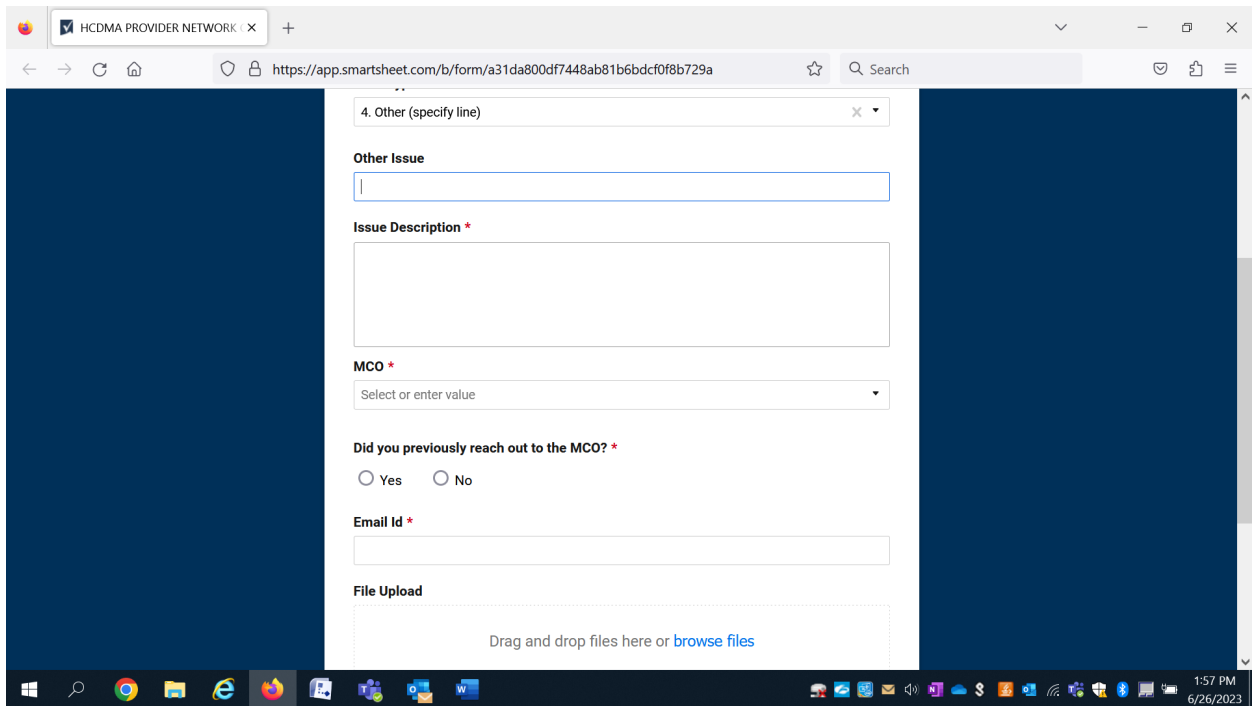 HCDMA PROVIDER NETWORK
https://app.smartsheet.com/b/form/a31da800df7448ab81b6bdcf0f8b729a
Search
4. Other (specify line)
Other Issue
Issue Description *
MCO *
Select or enter value
Did you previously reach out to the MCO? *
Yes No
Email Id *
File Upload
Drag and drop files here or browse files
1:57 PM
6/26/2023